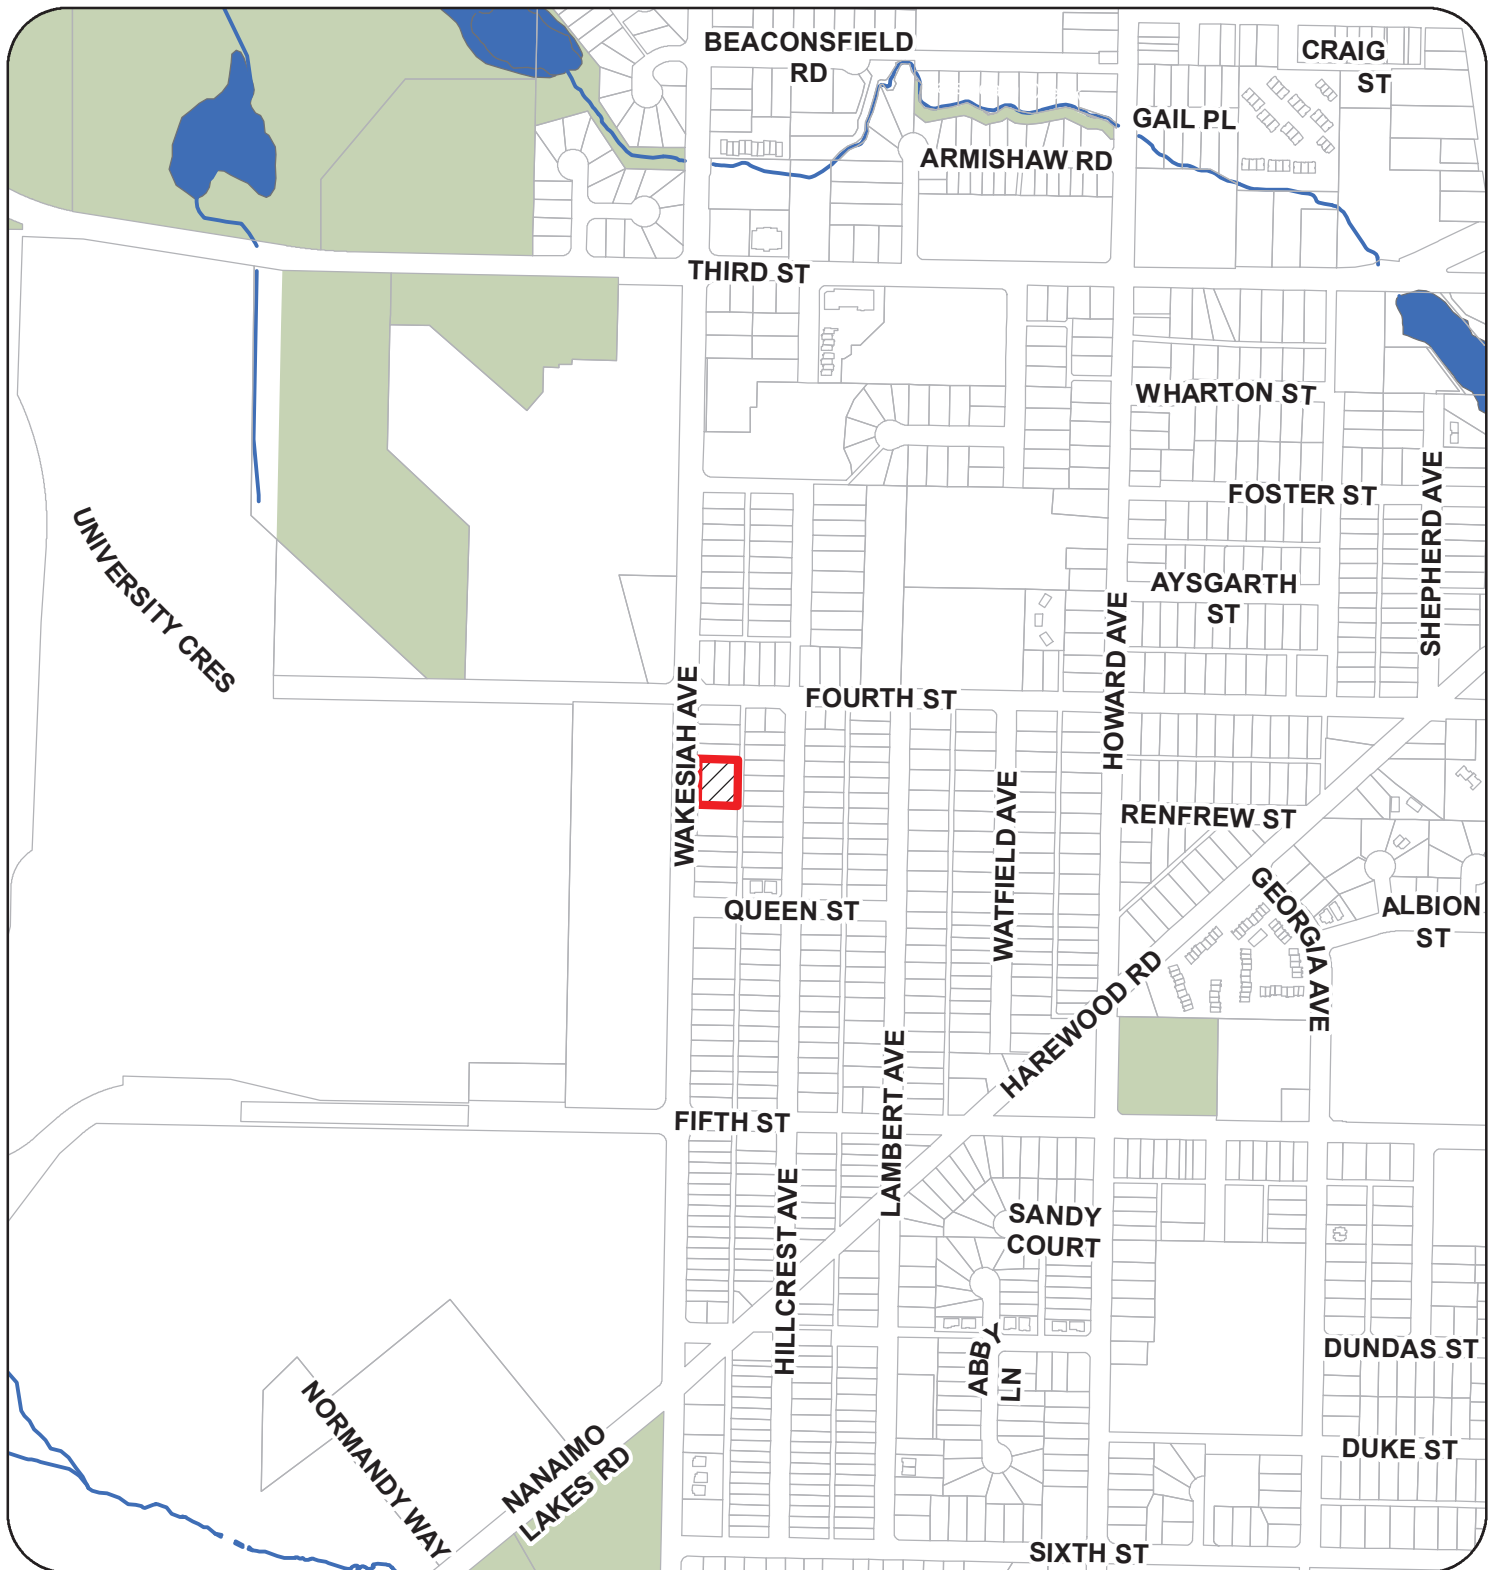 BEACONSFIELD
RD
CRAIG
ST
GAIL PL
ARMISHAW RD
THIRD ST
WHARTON ST
FOSTER ST
SHEPHERD AVE
UNIVERSITY CRES
AYSGARTH
ST
HOWARD AVE
WAKESIAH AVE
FOURTH ST
WATFIELD AVE
RENFREW ST
GEORGIA AVE
QUEEN ST
ALBION
ST
HAREWOOD RD
LAMBERT AVE
FIFTH ST
HILLCREST AVE
SANDY
COURT
ABBY
LN
DUNDAS ST
NORMANDY WAY
NANAIMO
LAKES RD
DUKE ST
SIXTH ST